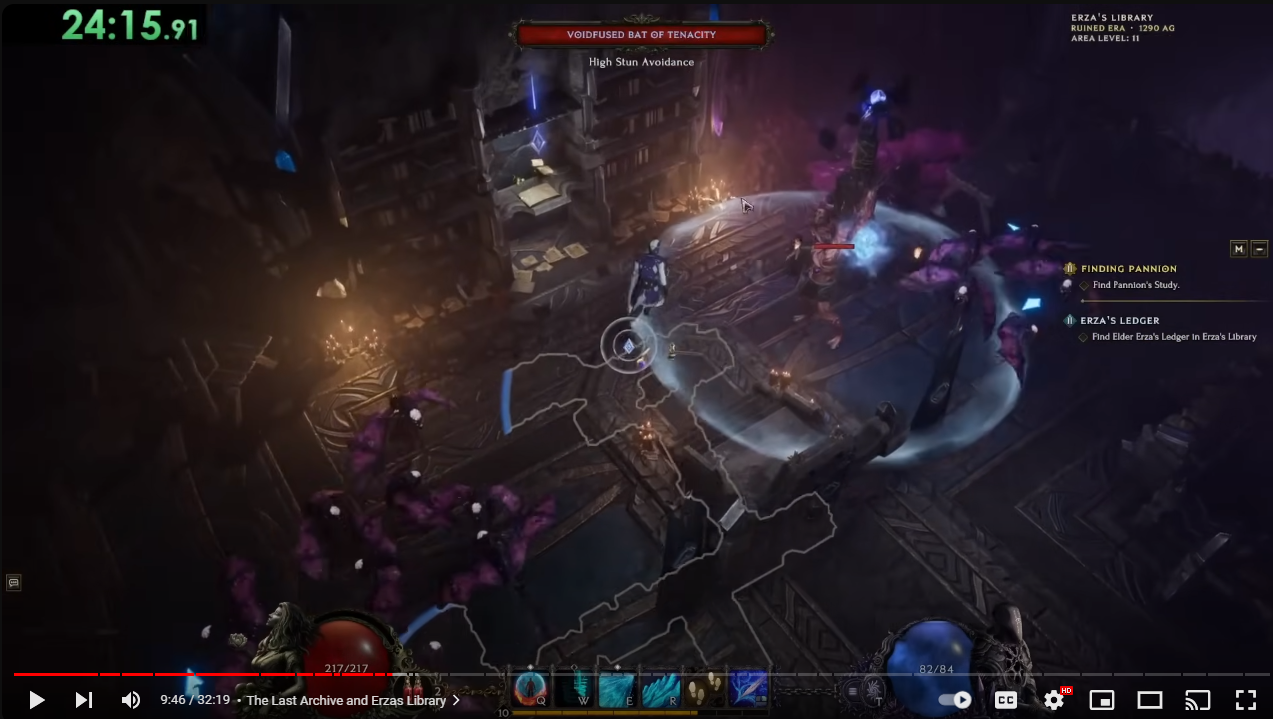 24:15.91
VOIDFUSED BAT OF TENACITY
High Stun Avoidance
ERZA'S LIBRARY
RUINED ERA • 1290 AG
AREA LEVEL: 11
M
FINDING PANNION
Find Pannion's Study.
ERZA'S LEDGER
Find Elder Erza's Ledger in Erza's Library
217/217
2
Q
W
E
R
82/84
T
10
9:46 / 32:19 • The Last Archive and Erzas Library
CC
HD